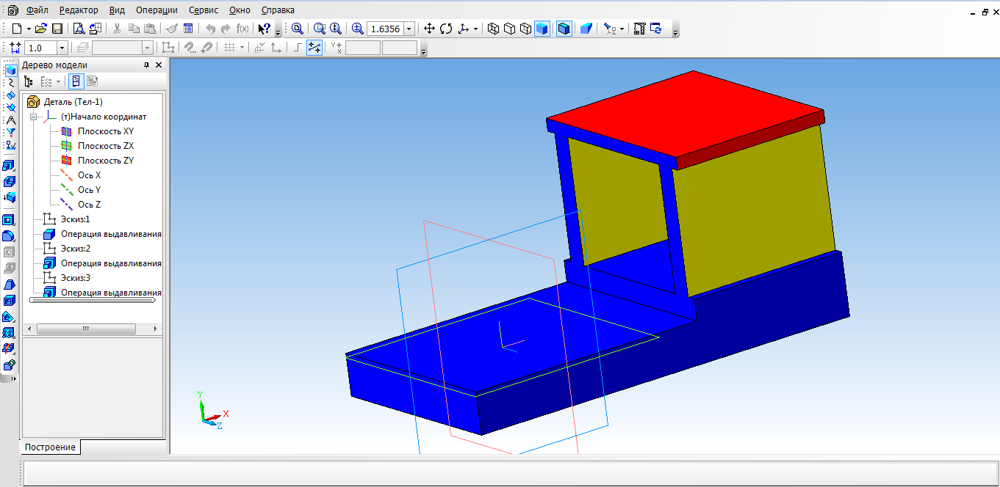 Файл Редактор Вид Операции Сервис Окно Справка
f(x) 1.6356
1.0
Дерево модели
Деталь (Тел-1)
(т)Начало координат
Плоскость XY
Плоскость ZX
Плоскость ZY
Ось X
Ось Y
Ось Z
Эскиз:1
Операция выдавливания
Эскиз:2
Операция выдавливания
Эскиз:3
Операция выдавливания
Y
X
Z
Построение